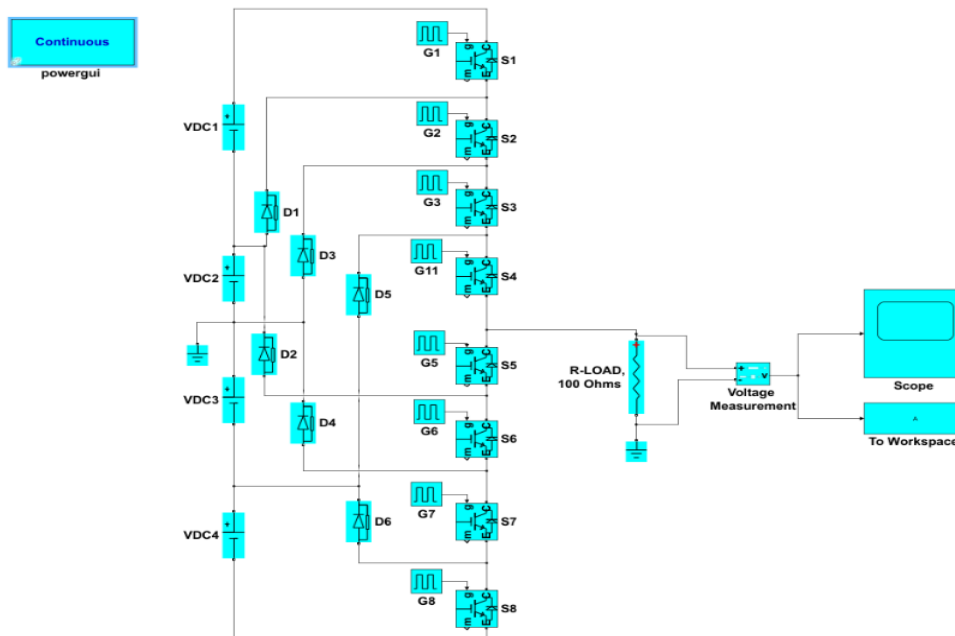 Continuous
powergui
G1
g C
m E
S1
VDC1
+
G2
g C
m E
S2
G3
g C
m E
S3
D1
D3
G11
g C
m E
S4
VDC2
+
D5
D2
G5
g C
m E
S5
R-LOAD,
100 Ohms
+
+
-
v
Voltage
Measurement
Scope
VDC3
+
D4
G6
g C
m E
S6
A
To Workspace
G7
g C
m E
S7
VDC4
+
D6
G8
g C
m E
S8